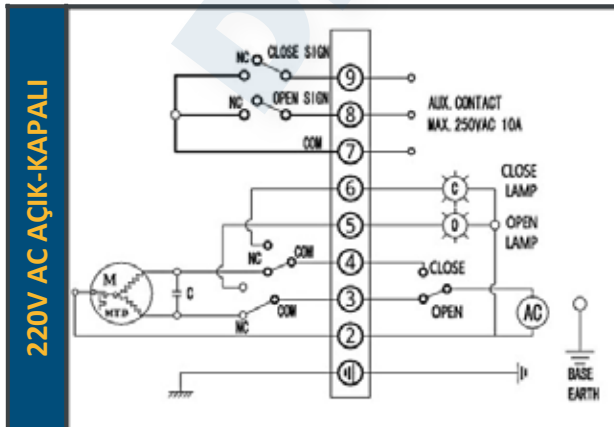 220V AC AÇIK-KAPALI
NC CLOSE SIGN
9
NC OPEN SIGN
8
AUX. CONTACT
MAX. 250VAC 10A
COM
7
6
C
CLOSE
LAMP
5
O
OPEN
LAMP
NC
COM
4
CLOSE
M
M.T.P
C
3
OPEN
AC
NC
COM
2
BASE
EARTH